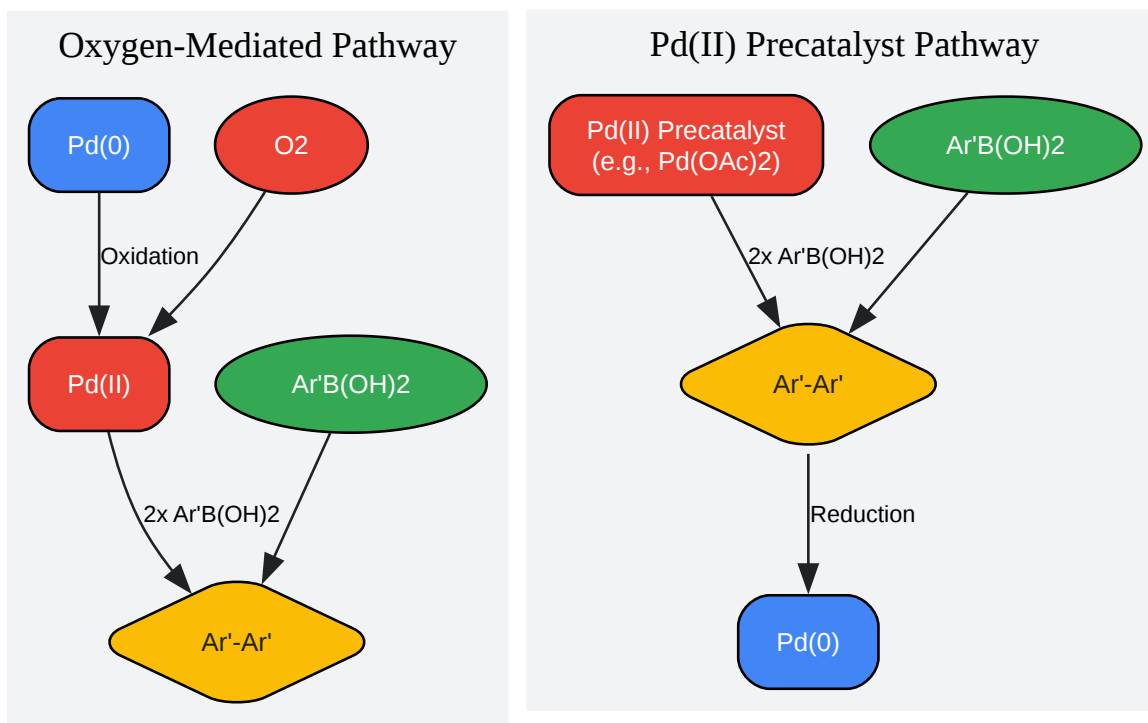 Oxygen-Mediated Pathway
Pd(0)
O2
Oxidation
Pd(II)
Ar'B(OH)2
2x Ar'B(OH)2
Ar'-Ar'
Pd(II) Precatalyst Pathway
Pd(II) Precatalyst
(e.g., Pd(OAc)2)
Ar'B(OH)2
2x Ar'B(OH)2
Ar'-Ar'
Reduction
Pd(0)